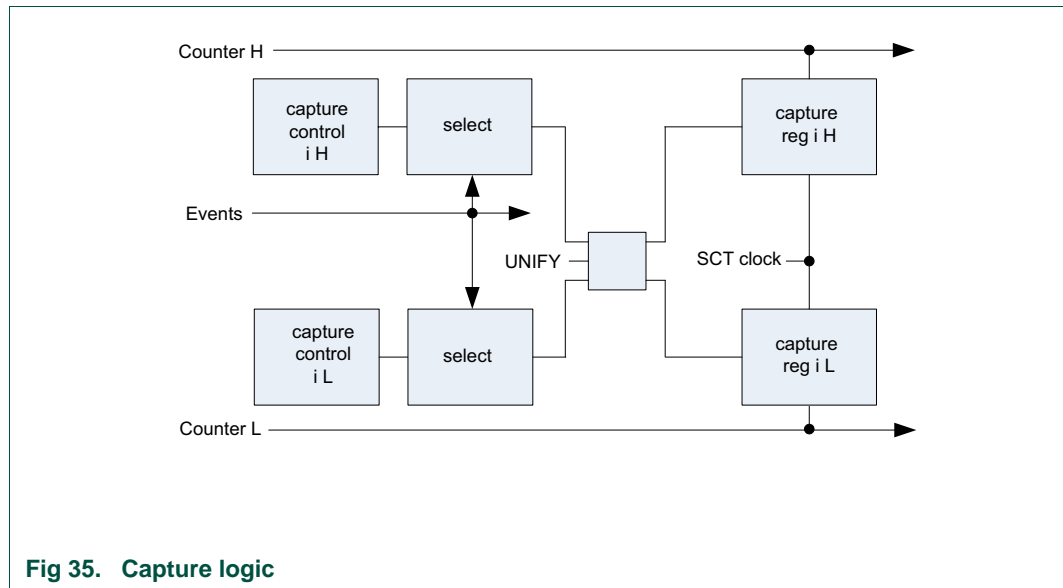 Counter H
capture
control
i H
select
capture
reg i H
Events
UNIFY
SCT clock
capture
control
i L
select
capture
reg i L
Counter L
Fig 35. Capture logic